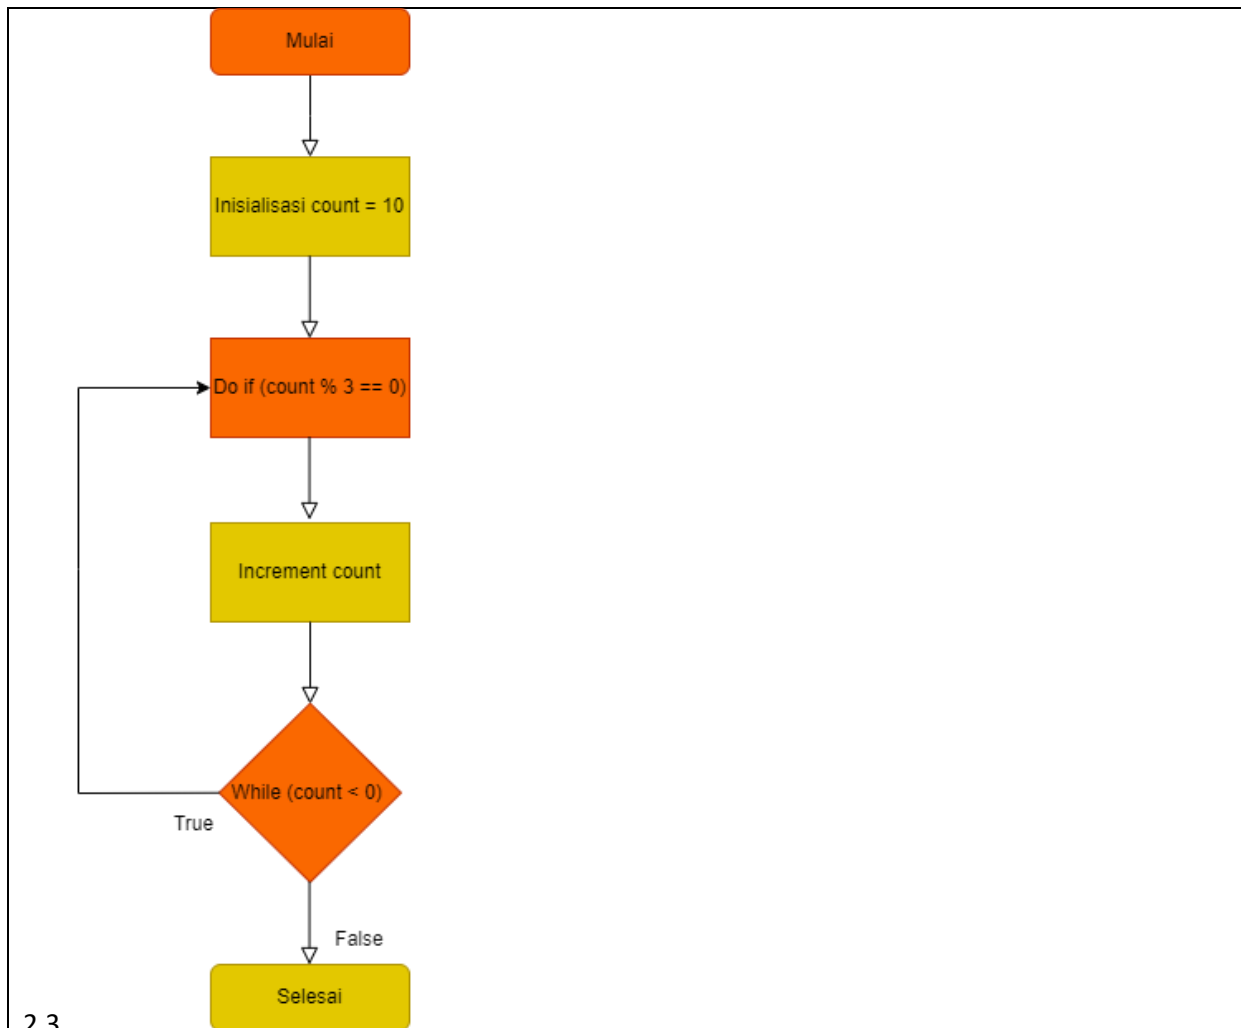 Mulai
Inisialisasi count = 10
Do if (count % 3 == 0)
Increment count
While (count < 0)
True
False
Selesai
2.3